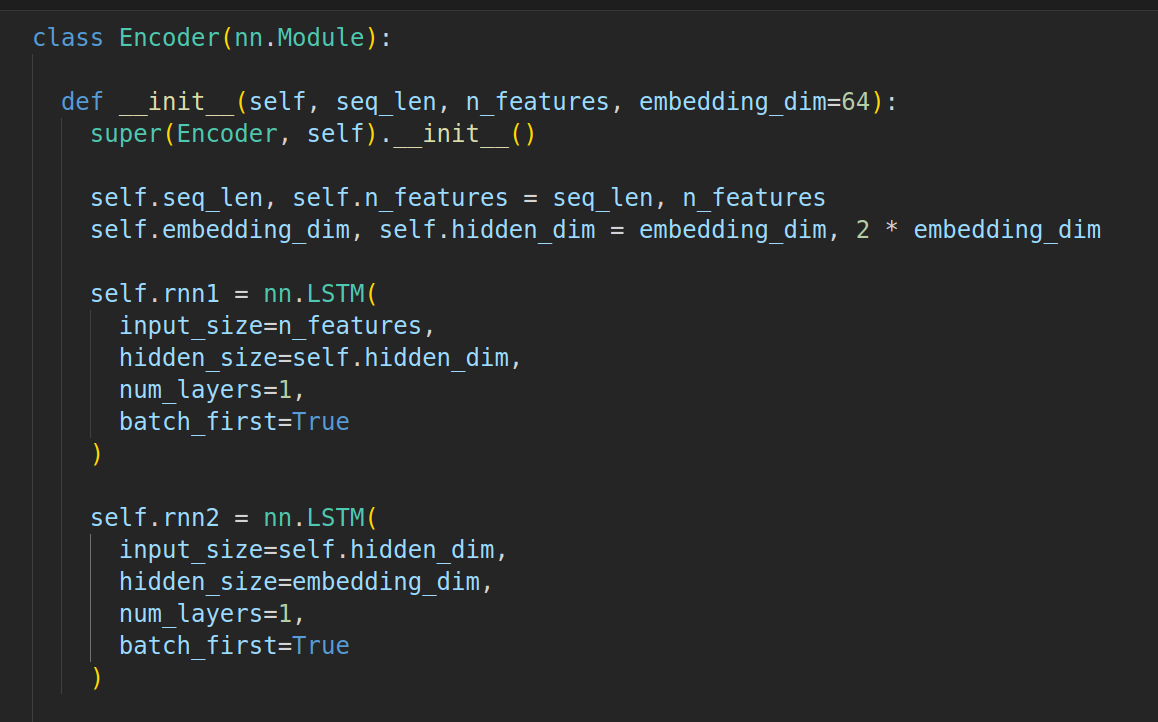 class Encoder(nn.Module):
def __init__(self, seq_len, n_features, embedding_dim=64):
super(Encoder, self).__init__()
self.seq_len, self.n_features = seq_len, n_features
self.embedding_dim, self.hidden_dim = embedding_dim, 2 * embedding_dim
self.rnn1 = nn.LSTM(
input_size=n_features,
hidden_size=self.hidden_dim,
num_layers=1,
batch_first=True
)
self.rnn2 = nn.LSTM(
input_size=self.hidden_dim,
hidden_size=embedding_dim,
num_layers=1,
batch_first=True
)